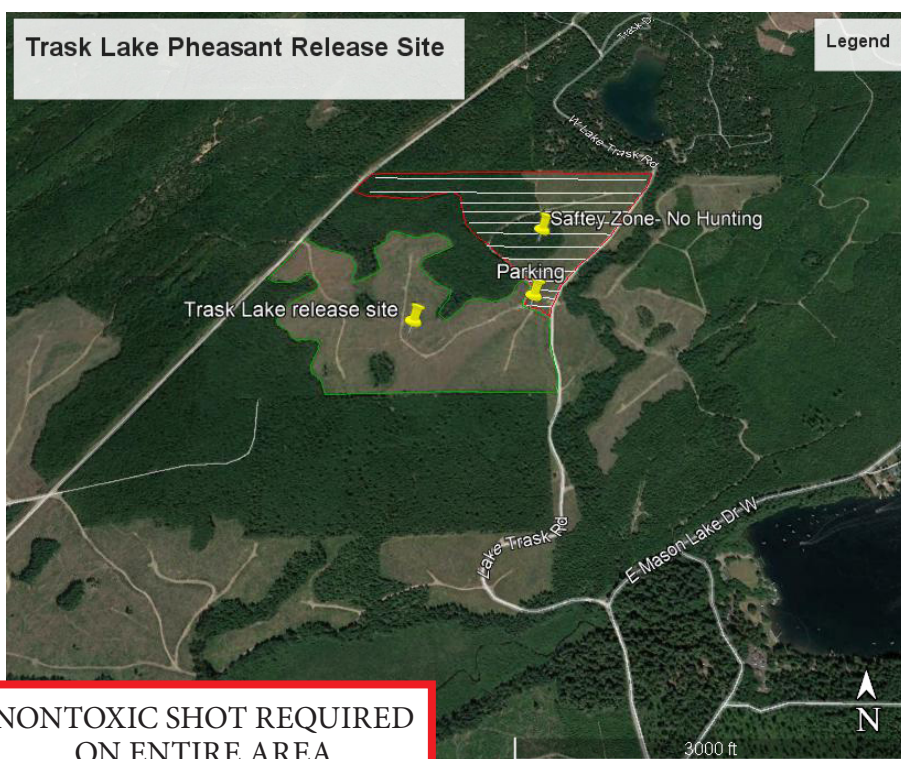 Trask Lake Pheasant Release Site
Legend
Trask D
W Lake Trask Rd
Saftey Zone- No Hunting
Parking
Trask Lake release site
Lake Trask Rd
E Mason Lake Dr W
NONTOXIC SHOT REQUIRED
ON ENTIRE AREA
N
3000 ft